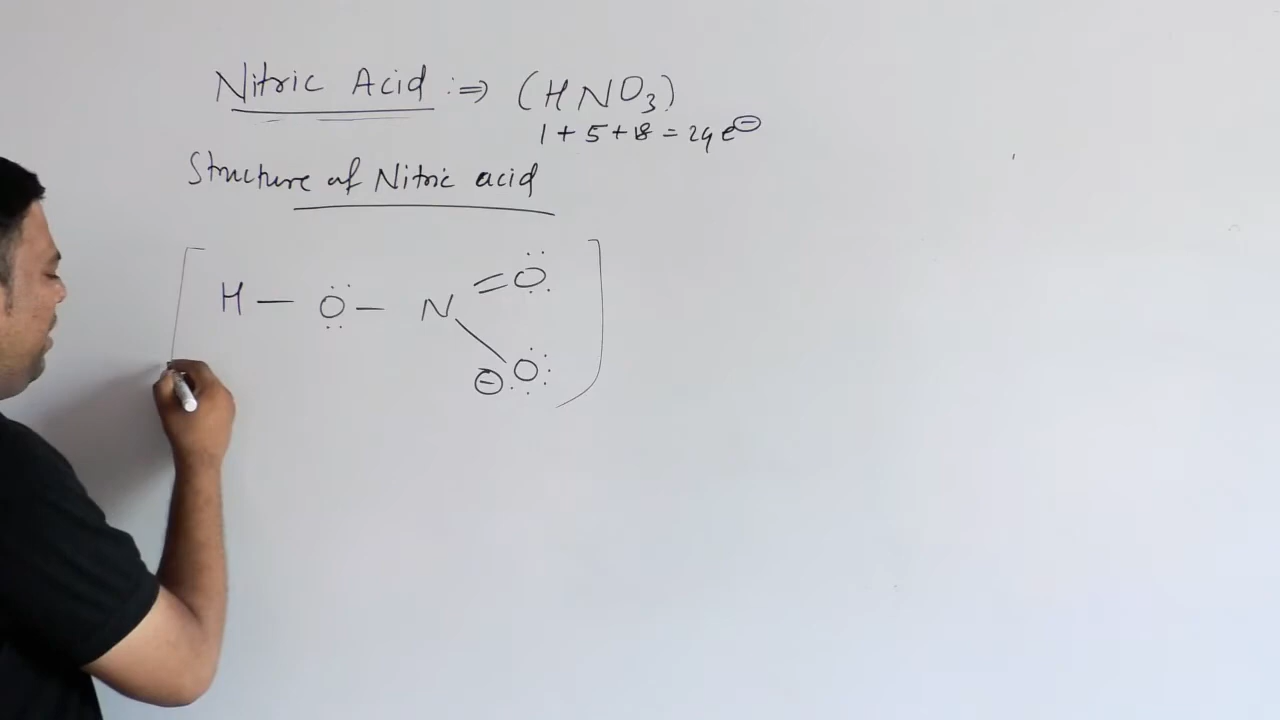 Nitric Acid :⇒ (HNO₃)
1 + 5 + 18 = 24 e⊖
Structure of Nitric acid
H — O — N = O
⊖ O